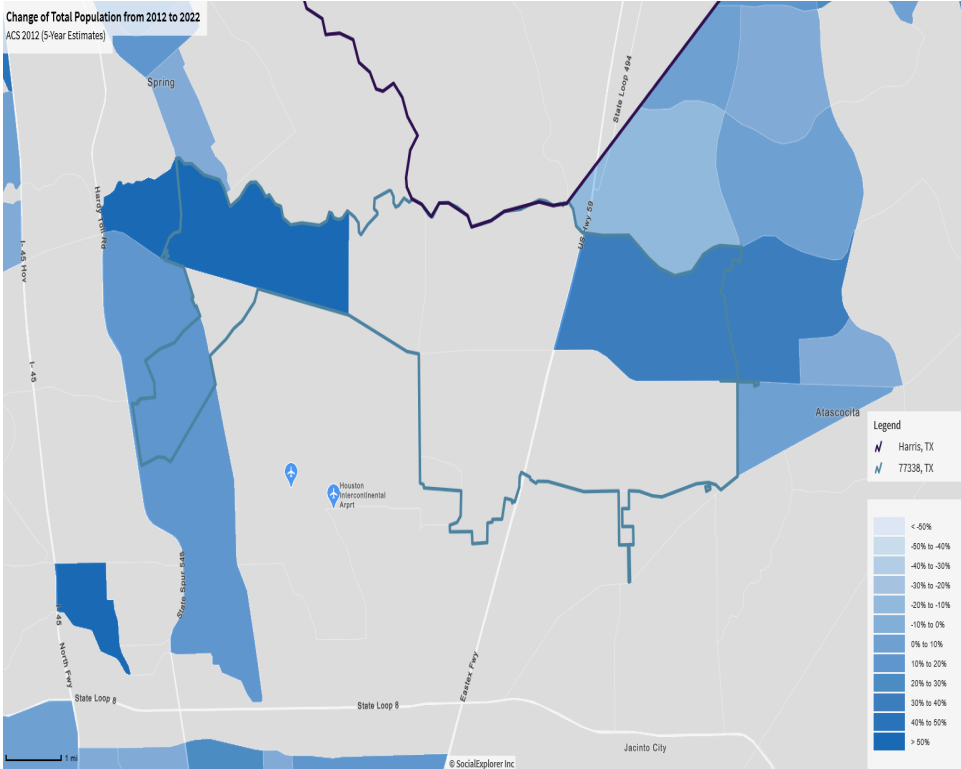 Change of Total Population from 2012 to 2022
ACS 2012 (5-Year Estimates)
Spring
State Loop 494
Hardy Toll Rd
I- 45 Hov
US Hwy 59
I- 45
Atascocita
Legend
Harris, TX
77338, TX
Houston
Intercontinental
Arprt
< -50%
-50% to -40%
-40% to -30%
-30% to -20%
-20% to -10%
-10% to 0%
0% to 10%
10% to 20%
20% to 30%
30% to 40%
40% to 50%
> 50%
State Spur 548
I- 45
North Fwy
Eastex Fwy
State Loop 8
State Loop 8
Jacinto City
1 mi
© SocialExplorer Inc